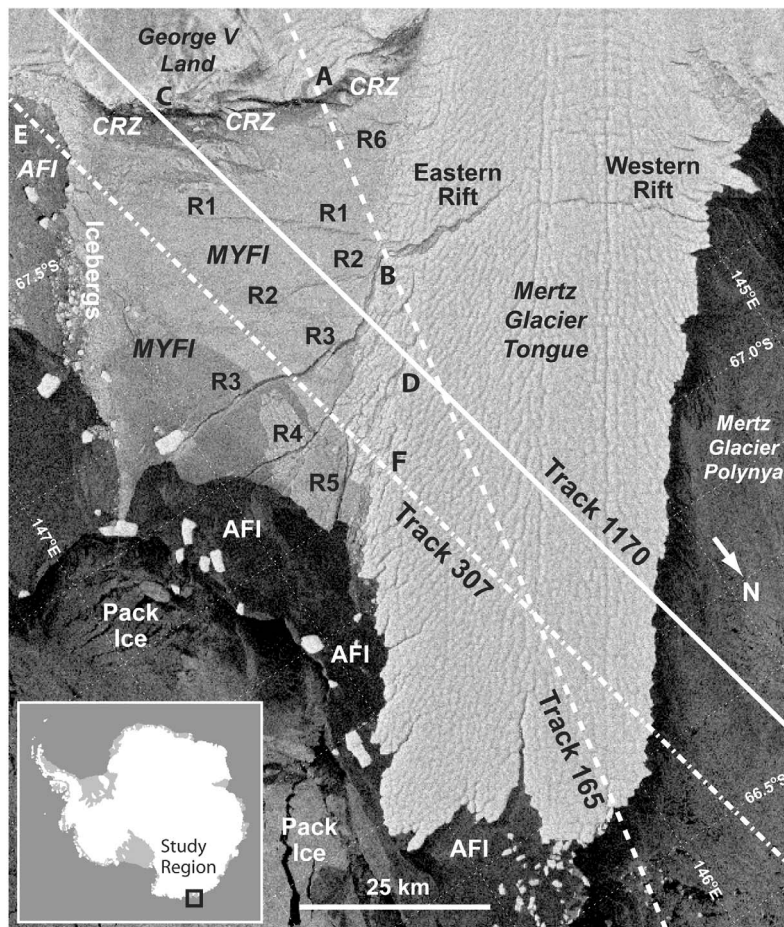 George V
Land
A
C
CRZ
CRZ
CRZ
E
AFI
R6
Eastern
Rift
Western
Rift
R1
R1
Icebergs
67.5°S
MYFI
R2
B
R2
145°E
67.0°S
Mertz
Glacier
Tongue
R3
MYFI
D
R3
R4
F
Mertz
Glacier
Polynya
R5
Track 1170
Track 307
AFI
147°E
N
Pack
Ice
AFI
Track 165
66.5°S
Study
Region
Pack
Ice
AFI
146°E
25 km